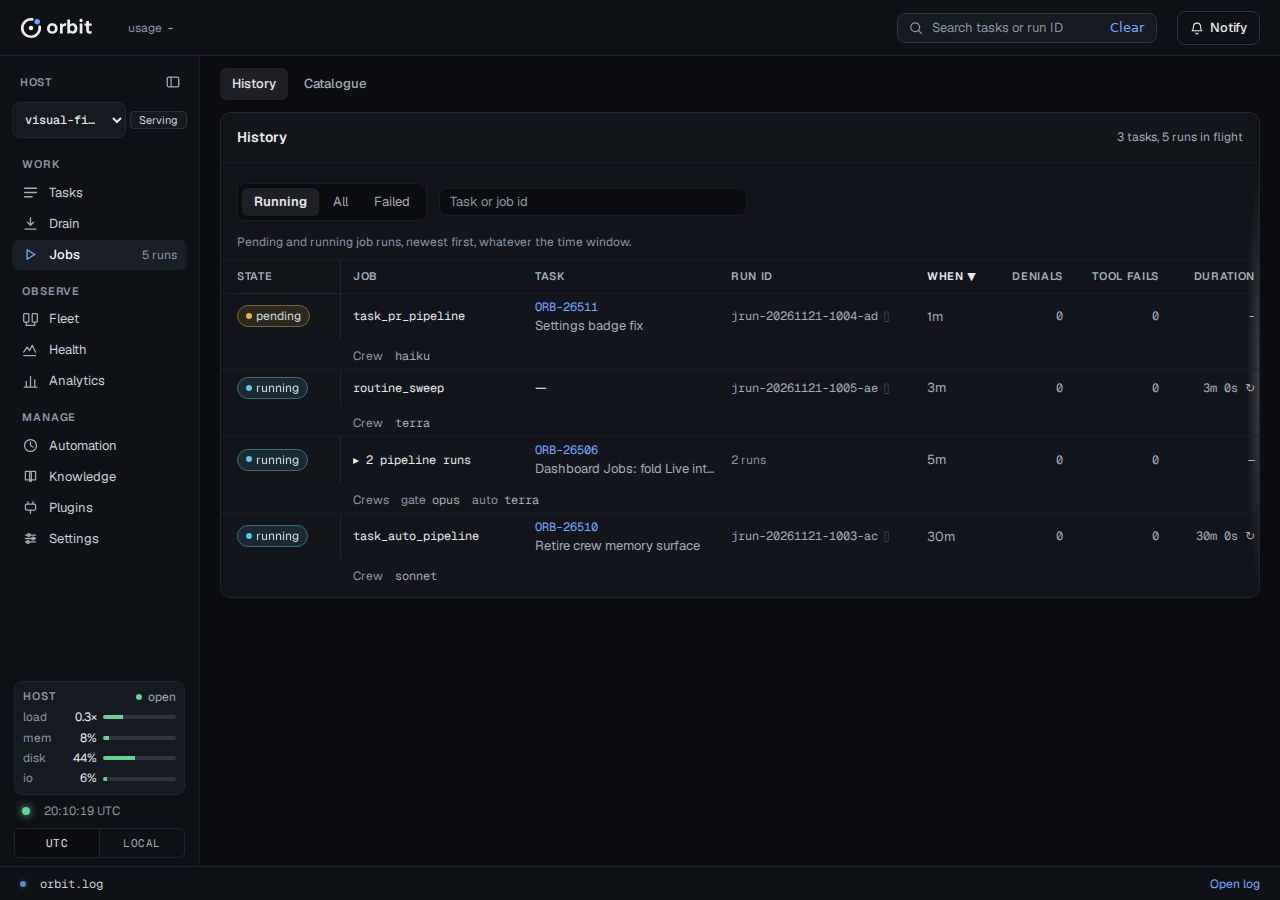 orbit
usage -
Search tasks or run ID
Clear
Notify
HOST
visual-fi…
Serving
WORK
Tasks
Drain
Jobs
5 runs
OBSERVE
Fleet
Health
Analytics
MANAGE
Automation
Knowledge
Plugins
Settings
HOST
open
load 0.3×
mem 8%
disk 44%
io 6%
20:10:19 UTC
UTC
LOCAL
History
Catalogue
History
3 tasks, 5 runs in flight
Running
All
Failed
Task or job id
Pending and running job runs, newest first, whatever the time window.
STATE JOB TASK RUN ID WHEN ▼ DENIALS TOOL FAILS DURATION
pending task_pr_pipeline ORB-26511 jrun-20261121-1004-ad 1m 0 0 -
Settings badge fix
Crew haiku
running routine_sweep — jrun-20261121-1005-ae 3m 0 0 3m 0s ↻
Crew terra
running ▸ 2 pipeline runs ORB-26506 2 runs 5m 0 0 –
Dashboard Jobs: fold Live int…
Crews gate opus auto terra
running task_auto_pipeline ORB-26510 jrun-20261121-1003-ac 30m 0 0 30m 0s ↻
Retire crew memory surface
Crew sonnet
orbit.log
Open log